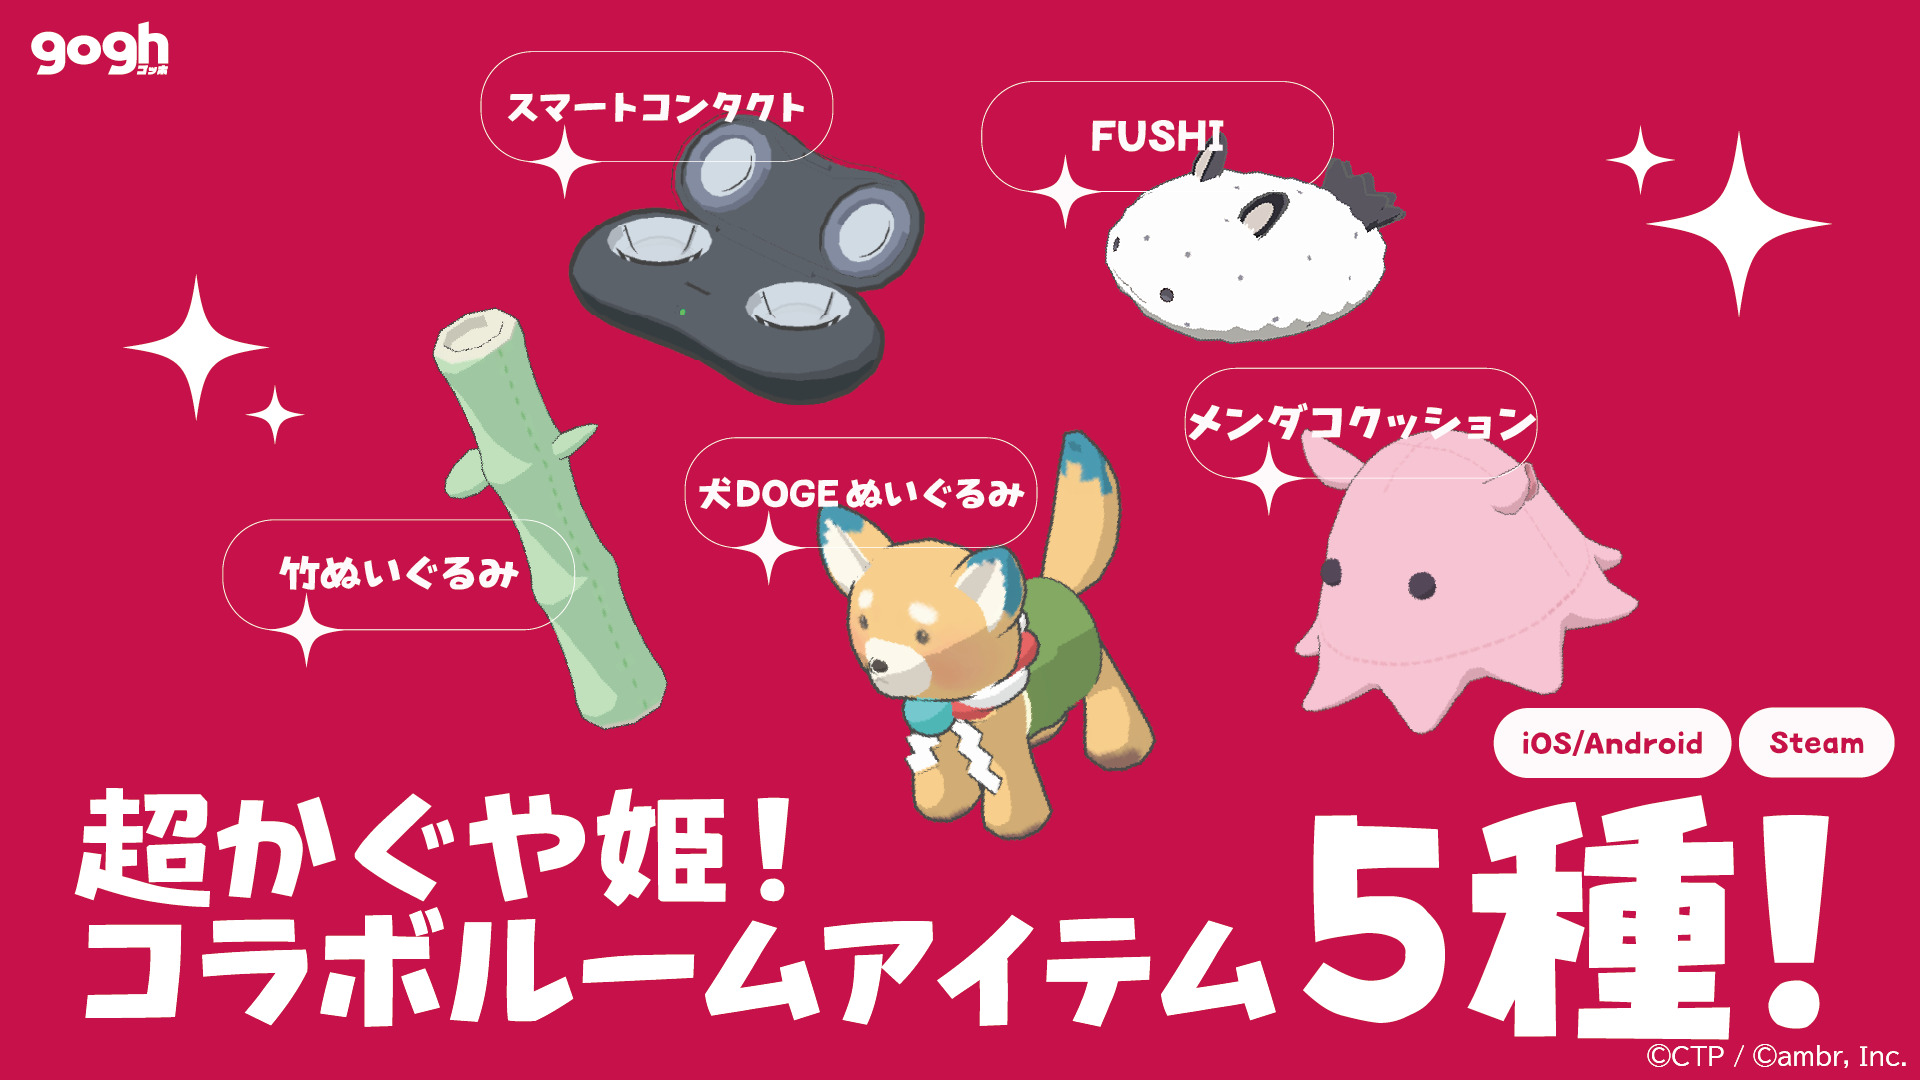 gogh
ゴッホ
スマートコンタクト
FUSHI
メンダコクッション
犬DOGE ぬいぐるみ
竹ぬいぐるみ
iOS/Android
Steam
超かぐや姫！
コラボルームアイテム5種！
©CTP / ©ambr, Inc.